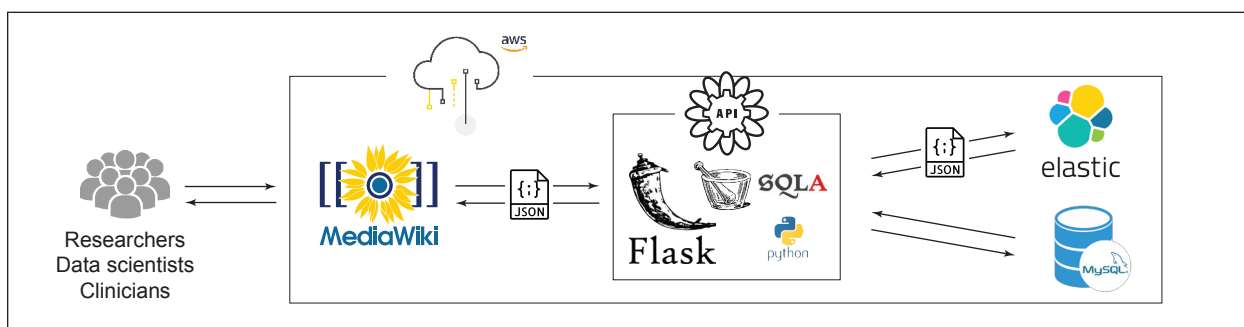 aws
API
{;}
JSON
{;}
JSON
elastic
[[ ]]
MediaWiki
Flask
SQLA
python
MySQL
Researchers
Data scientists
Clinicians